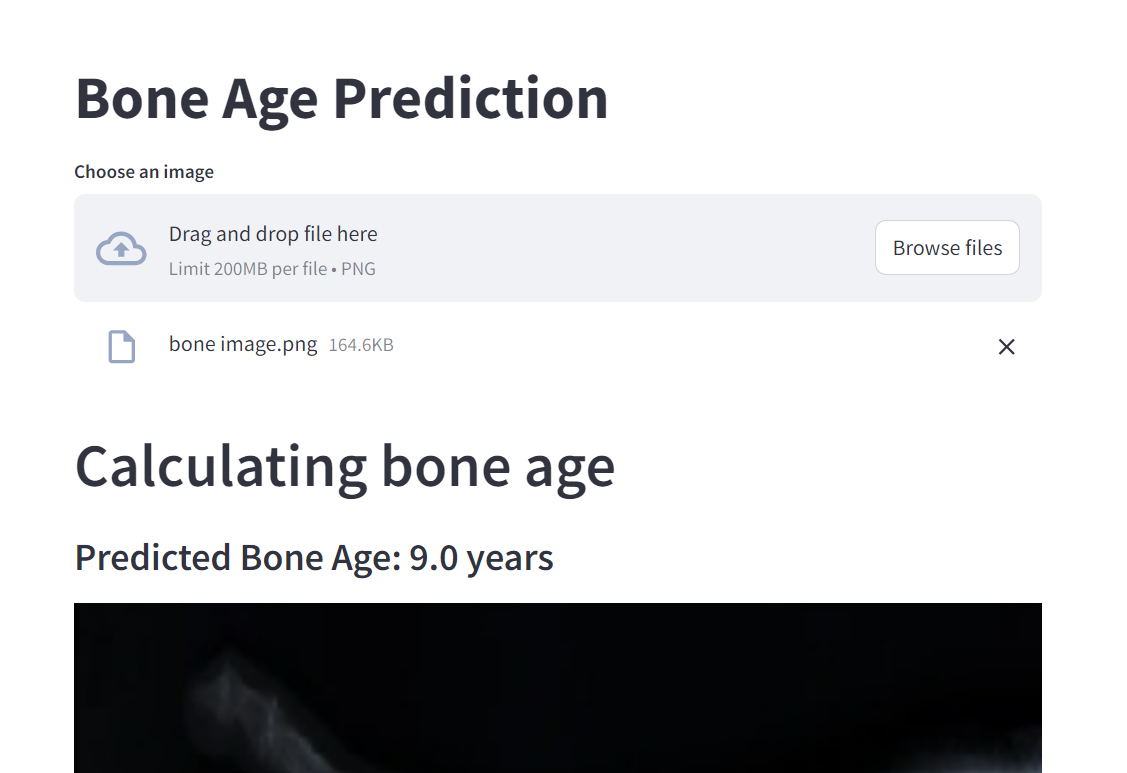 Bone Age Prediction
Choose an image
Drag and drop file here
Limit 200MB per file • PNG
Browse files
bone image.png 164.6KB
Calculating bone age
Predicted Bone Age: 9.0 years